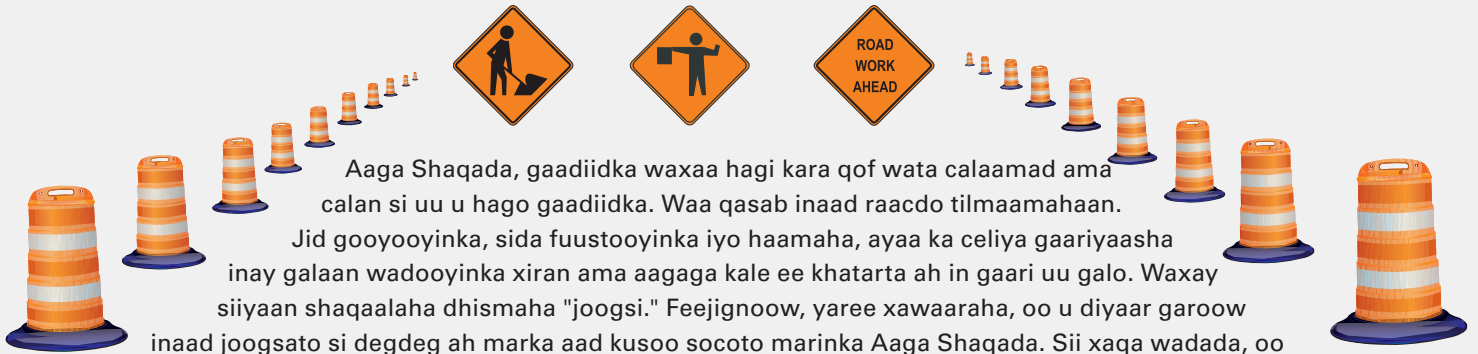 ROAD
WORK
AHEAD
Aaga Shaqada, gaadiidka waxaa hagi kara qof wata calaamad ama
calan si uu u hago gaadiidka. Waa qasab inaad raacdo tilmaamahaan.
Jid gooyooyinka, sida fuustooyinka iyo haamaha, ayaa ka celiya gaariyaasha
inay galaan wadooyinka xiran ama aagaga kale ee khatarta ah in gaari uu galo. Waxay
siiyaan shaqaalaha dhismaha "joogsi." Feejignoow, yaree xawaaraha, oo u diyaar garoow
inaad joogsato si degdeg ah marka aad kusoo socoto marinka Aaga Shaqada. Sii xaqa wadada, oo